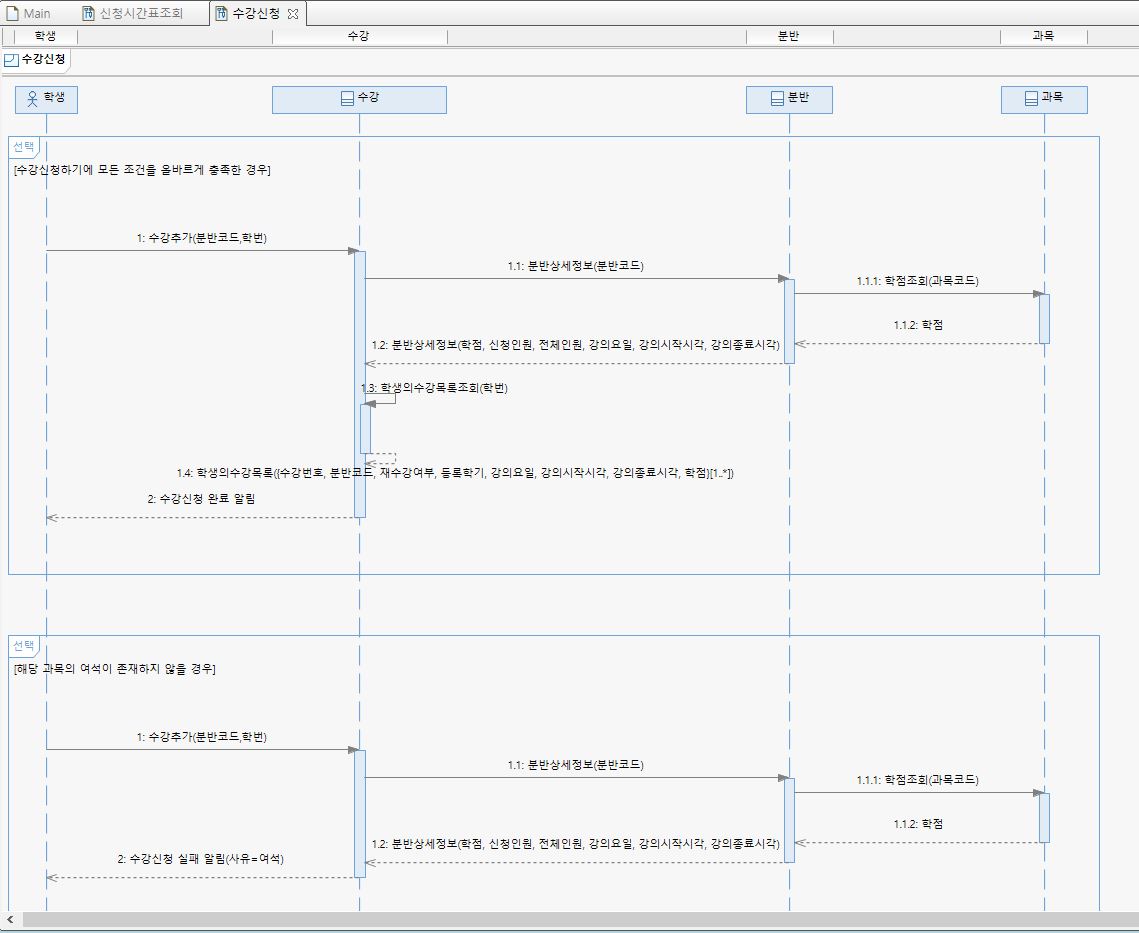 Main
신청시간표조회
수강신청
학생
수강
분반
과목
수강신청
학생
수강
분반
과목
선택
[수강신청하기에 모든 조건을 올바르게 충족한 경우]
1: 수강추가(분반코드,학번)
1.1: 분반상세정보(분반코드)
1.1.1: 학점조회(과목코드)
1.1.2: 학점
1.2: 분반상세정보(학점, 신청인원, 전체인원, 강의요일, 강의시작시각, 강의종료시각)
1.3: 학생의수강목록조회(학번)
1.4: 학생의수강목록({수강번호, 분반코드, 재수강여부, 등록학기, 강의요일, 강의시작시각, 강의종료시각, 학점}[1..*])
2: 수강신청 완료 알림
선택
[해당 과목의 여석이 존재하지 않을 경우]
1: 수강추가(분반코드,학번)
1.1: 분반상세정보(분반코드)
1.1.1: 학점조회(과목코드)
1.1.2: 학점
1.2: 분반상세정보(학점, 신청인원, 전체인원, 강의요일, 강의시작시각, 강의종료시각)
2: 수강신청 실패 알림(사유=여석)